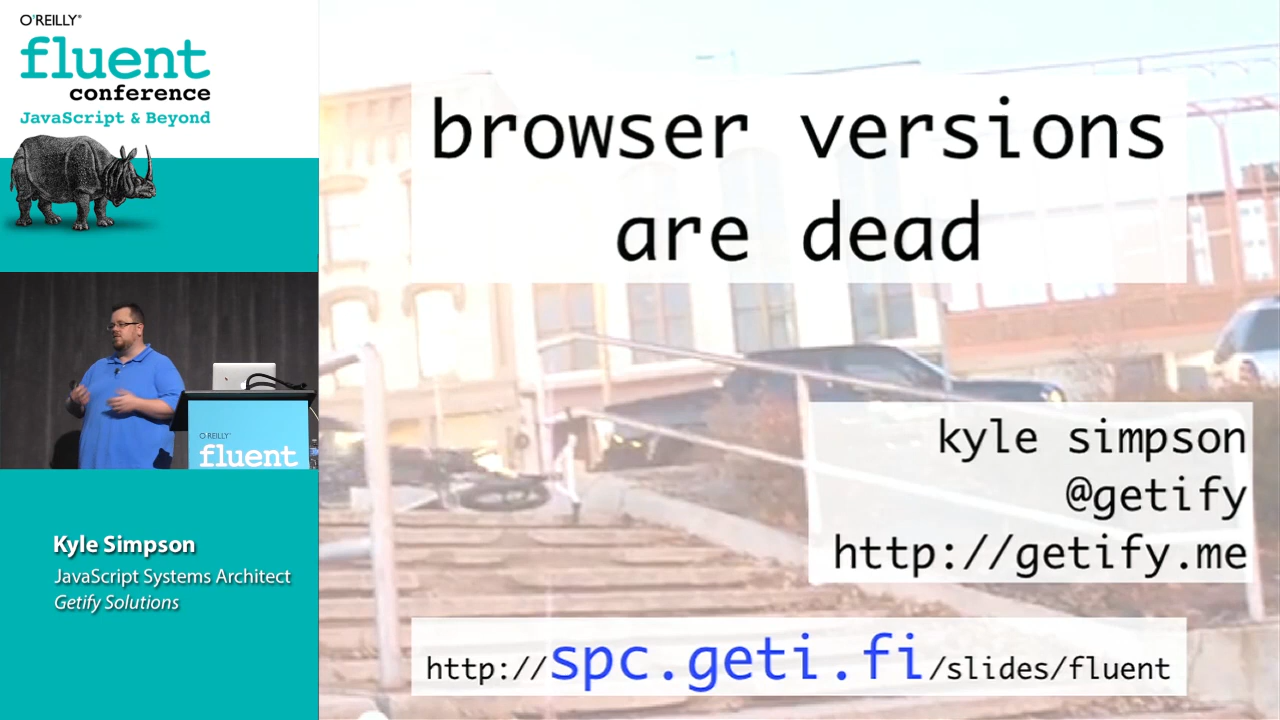 O'REILLY®
fluent
conference
JavaScript & Beyond
O'REILLY®
fluent
Kyle Simpson
JavaScript Systems Architect
Getify Solutions
browser versions
are dead
kyle simpson
@getify
http://getify.me
http://spc.geti.fi/slides/fluent